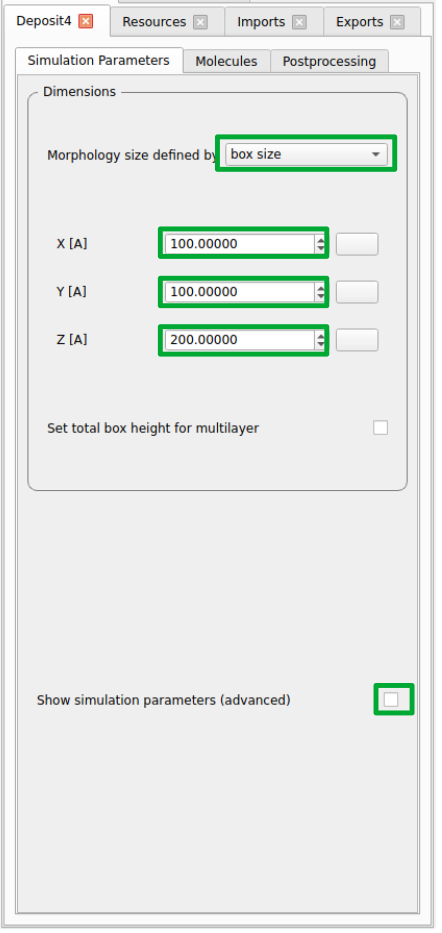 Deposit4 Resources Imports Exports
Simulation Parameters Molecules Postprocessing
Dimensions
Morphology size defined by box size
X [A] 100.00000
Y [A] 100.00000
Z [A] 200.00000
Set total box height for multilayer
Show simulation parameters (advanced)